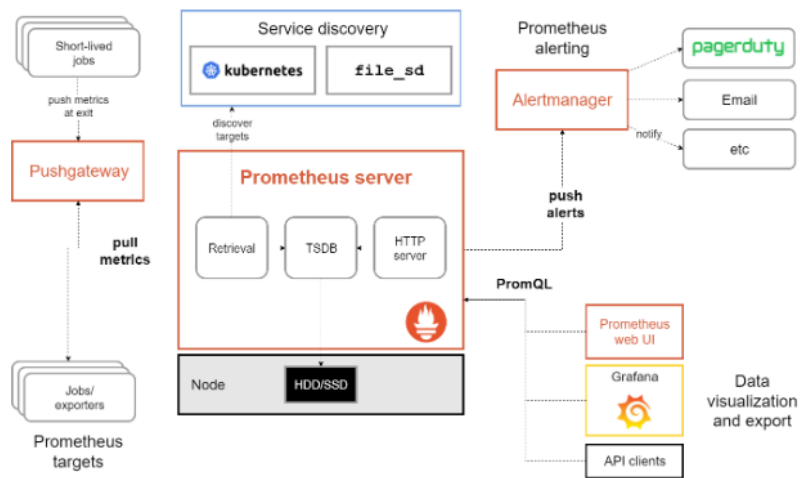 Short-lived
jobs
push metrics
at exit
Pushgateway
pull
metrics
Jobs/
exporters
Prometheus
targets
Service discovery
kubernetes
file_sd
discover
targets
Prometheus server
Retrieval
TSDB
HTTP
server
Node
HDD/SSD
Prometheus
alerting
Alertmanager
push
alerts
notify
pagerduty
Email
etc
PromQL
Prometheus
web UI
Grafana
API clients
Data
visualization
and export